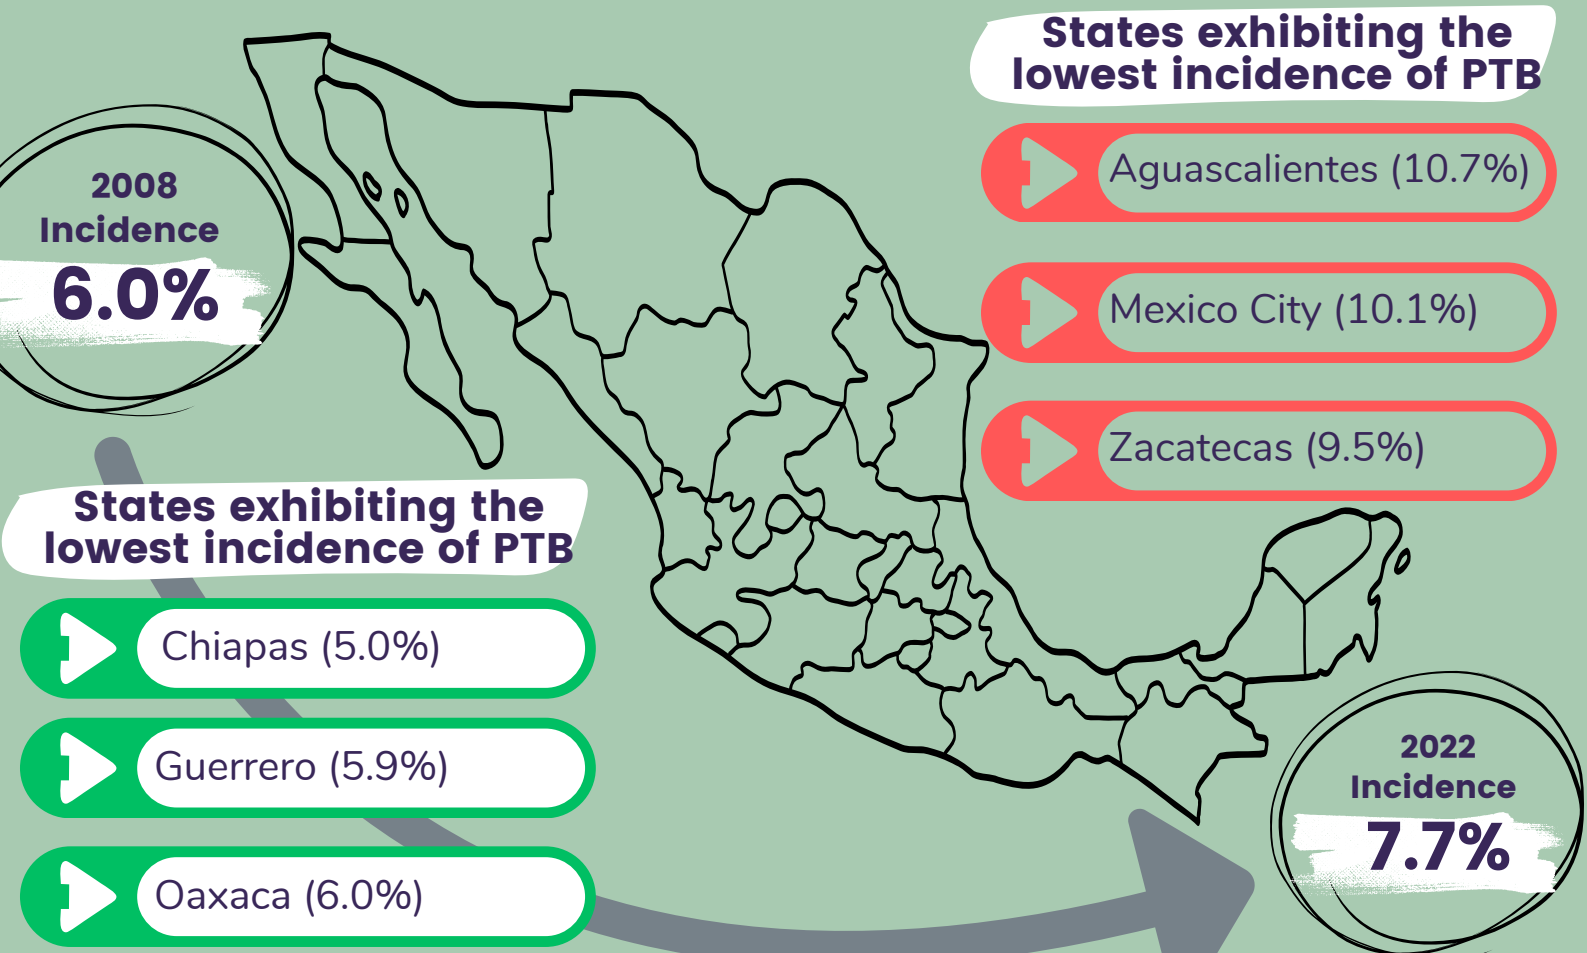 2008
Incidence
6.0%
States exhibiting the
lowest incidence of PTB
Chiapas (5.0%)
Guerrero (5.9%)
Oaxaca (6.0%)
States exhibiting the
lowest incidence of PTB
Aguascalientes (10.7%)
Mexico City (10.1%)
Zacatecas (9.5%)
2022
Incidence
7.7%